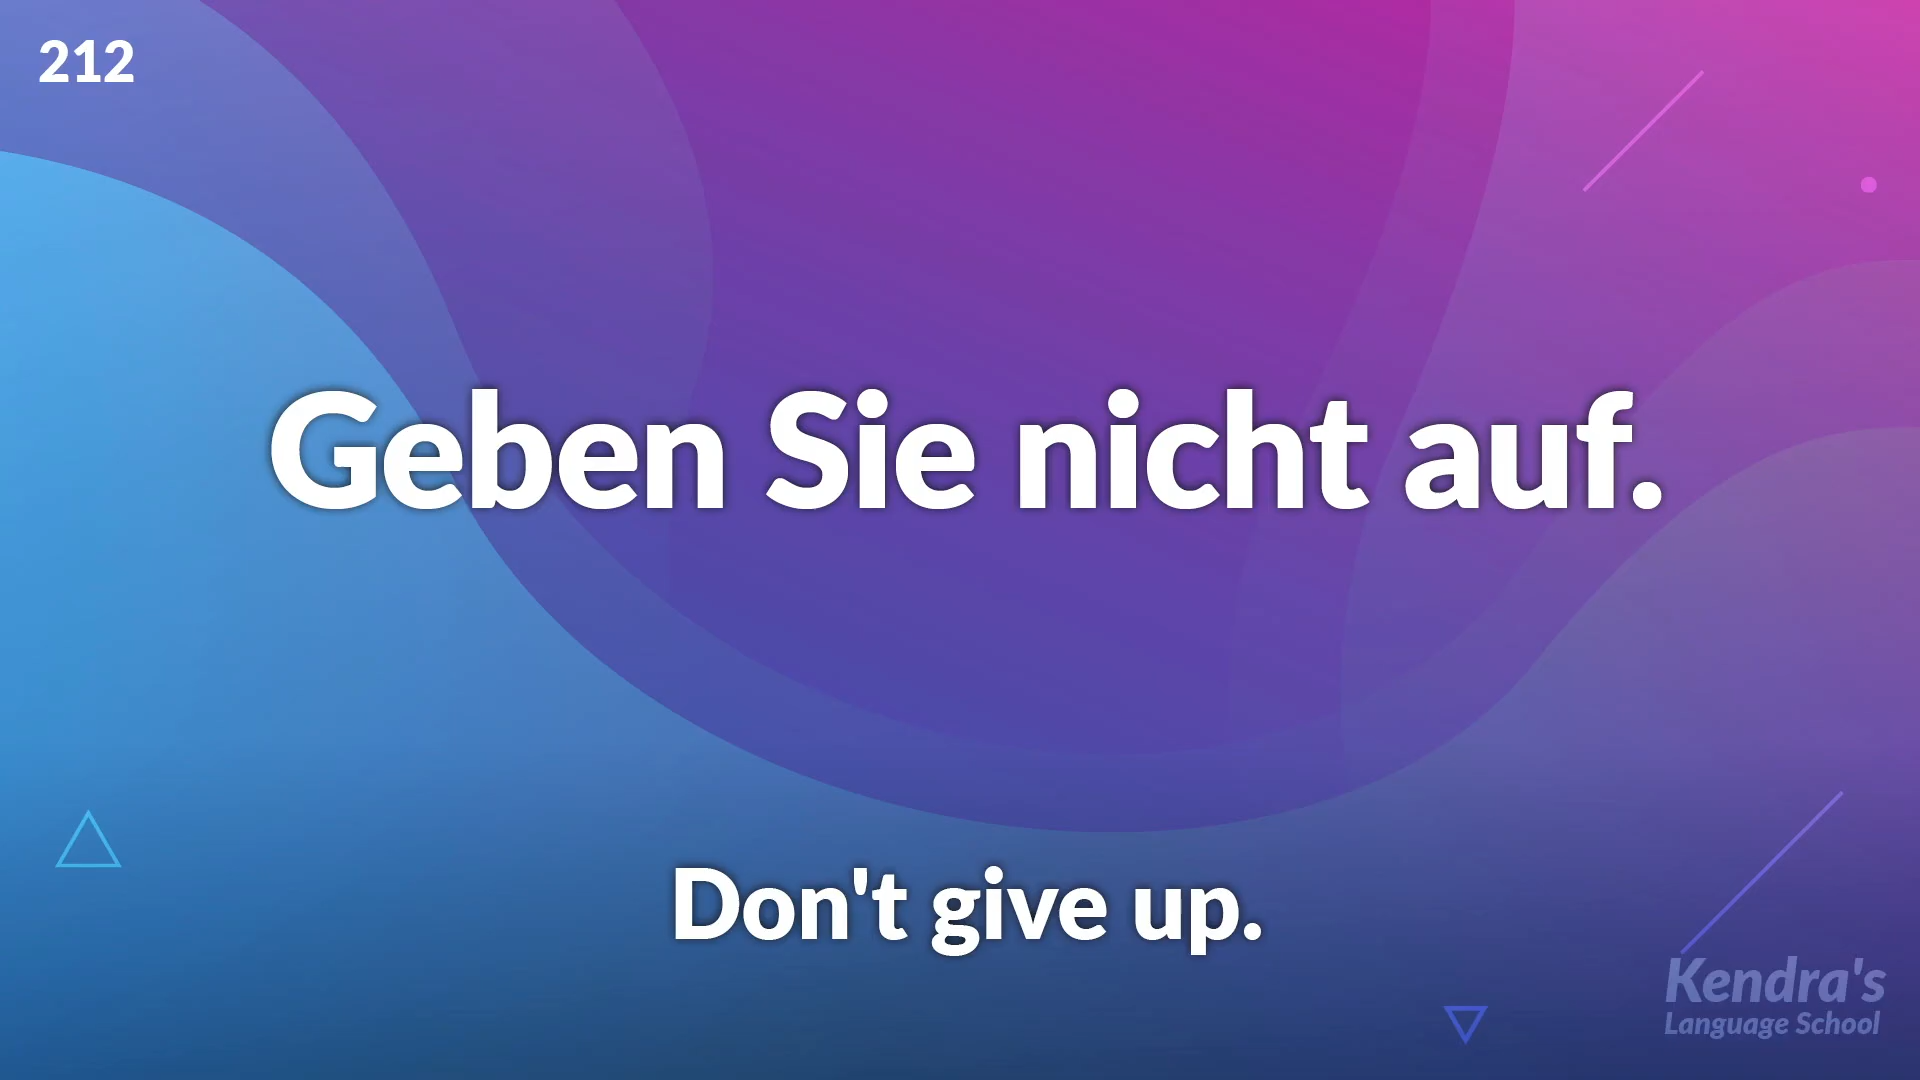 212
Geben Sie nicht auf.
Don't give up.
Kendra's
Language School